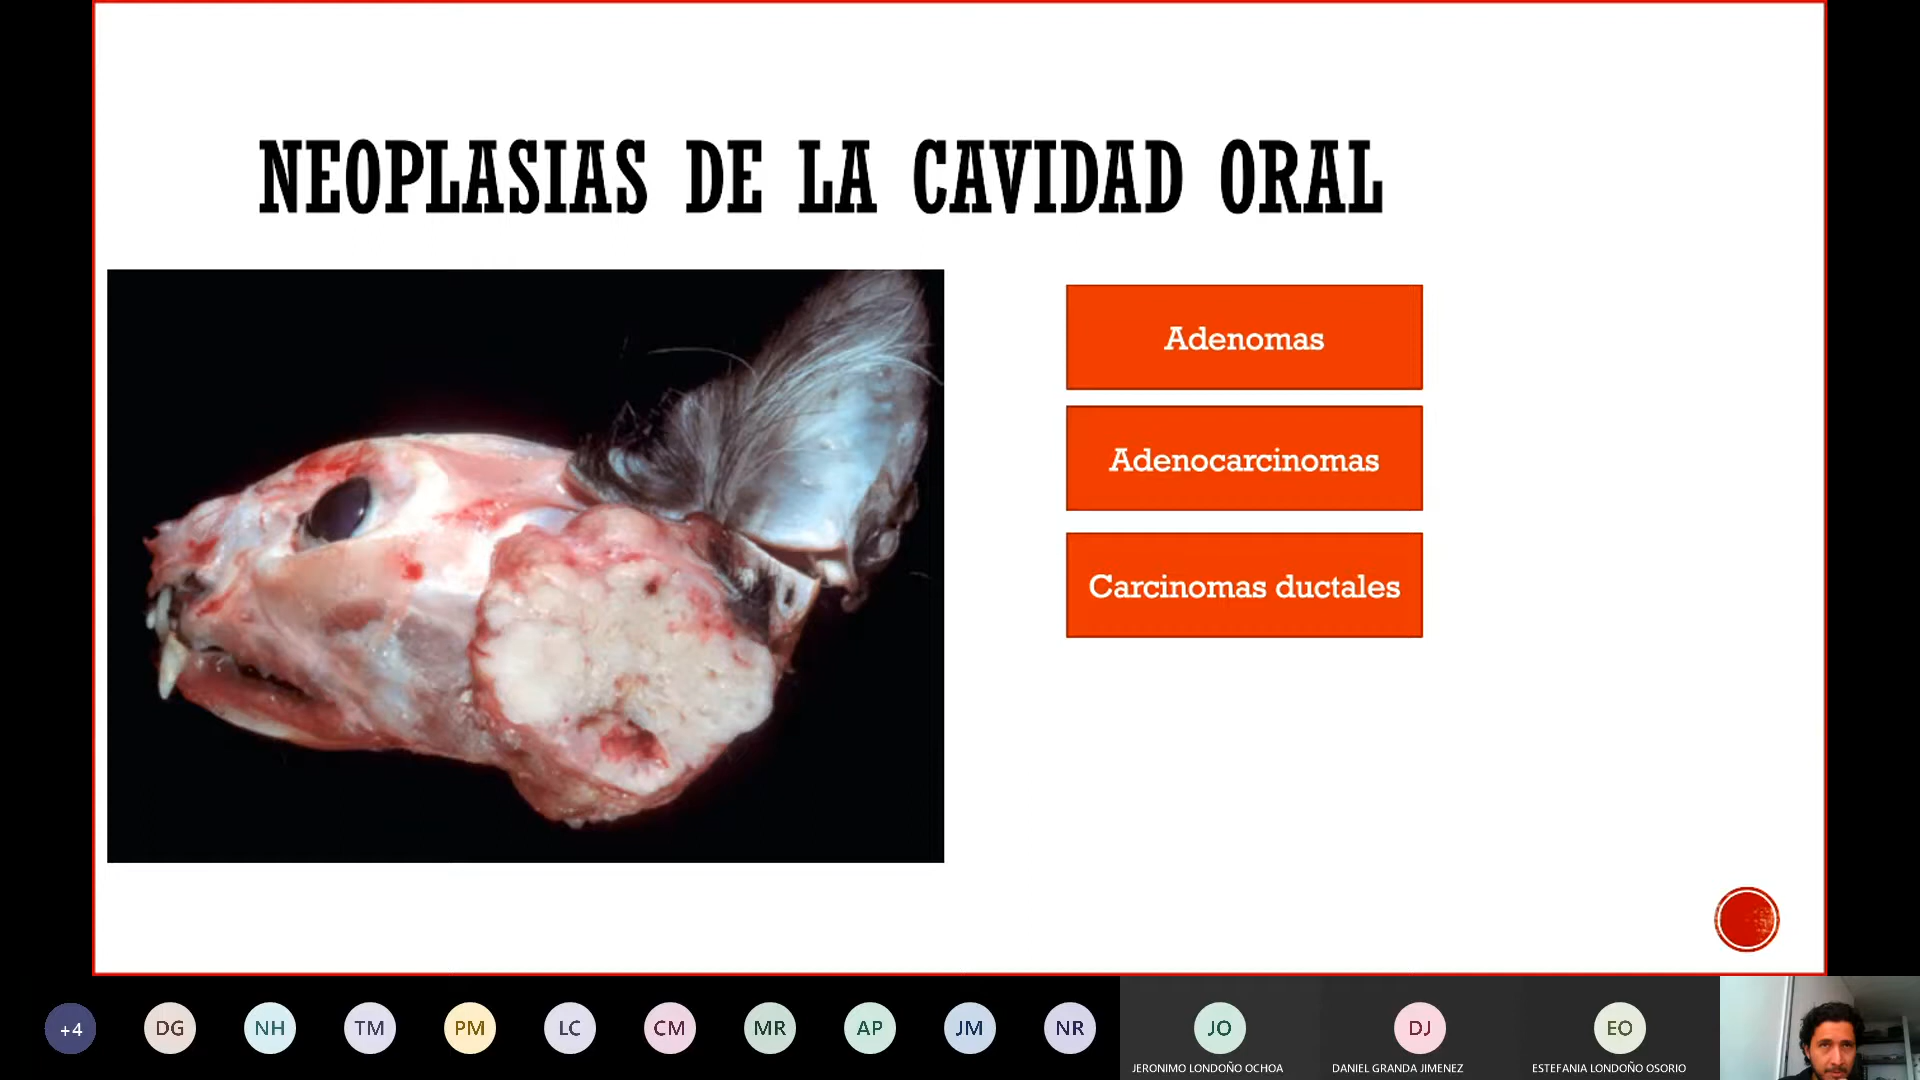 NEOPLASIAS DE LA CAVIDAD ORAL
Adenomas
Adenocarcinomas
Carcinomas ductales
+4
DG
NH
TM
PM
LC
CM
MR
AP
JM
NR
JO
DJ
EO
JERONIMO LONDOÑO OCHOA
DANIEL GRANDA JIMENEZ
ESTEFANIA LONDOÑO OSORIO